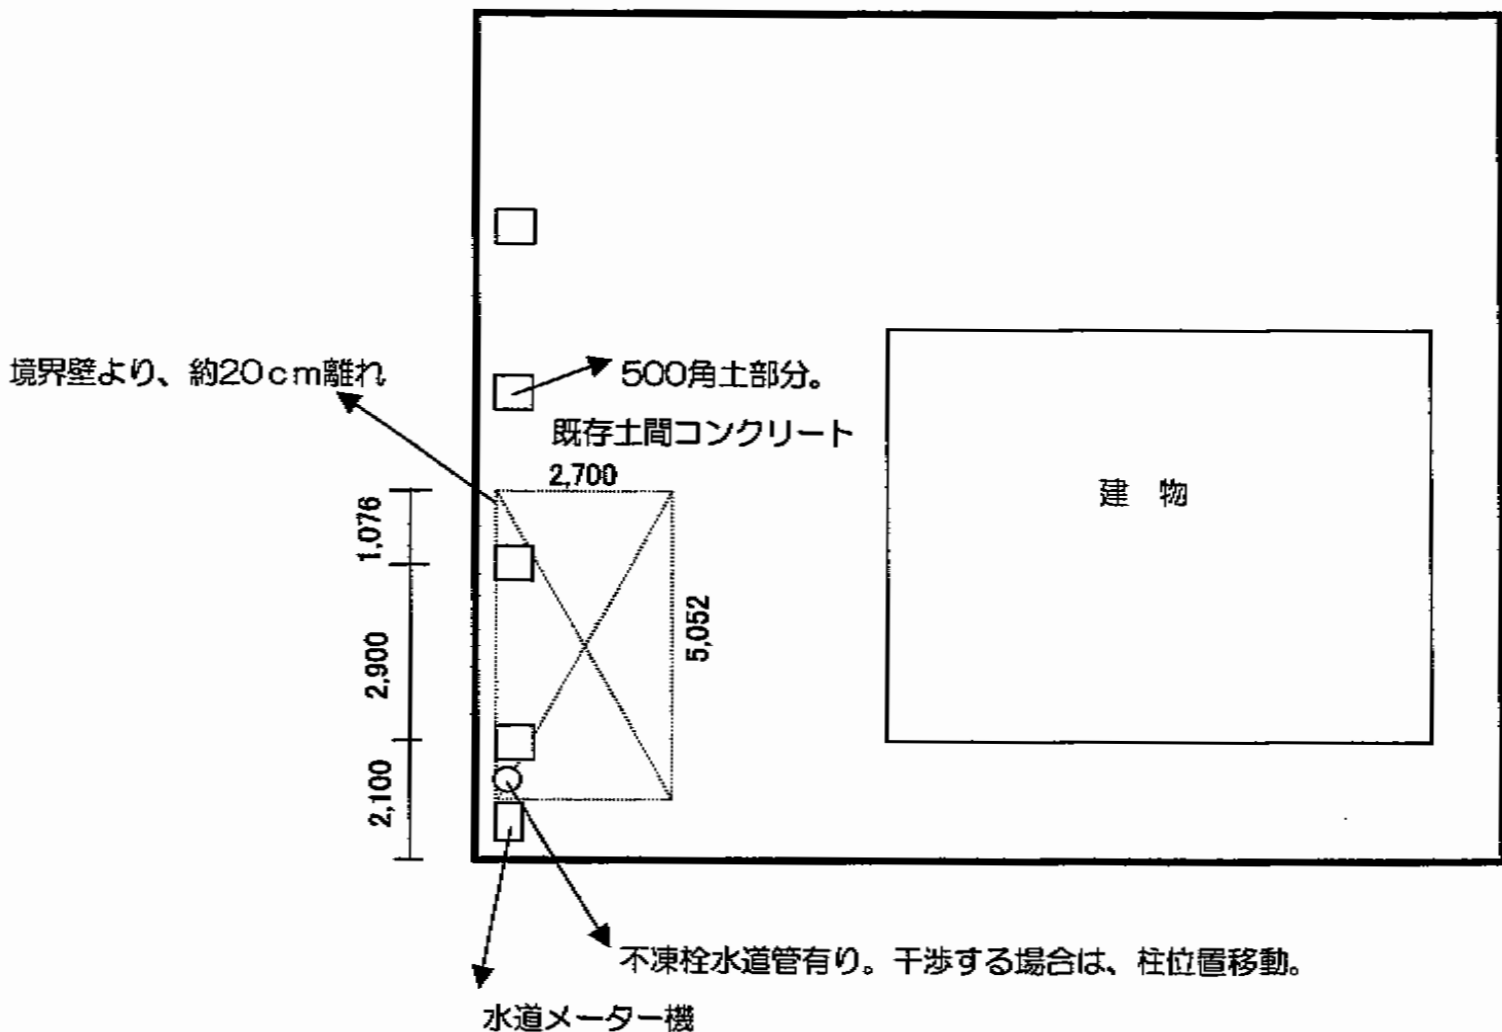 境界壁より、約20cm離れ
500角土部分。
既存土間コンクリート
2,700
建 物
1,076
2,900
5,052
2,100
不凍栓水道管有り。干渉する場合は、柱位置移動。
水道メーター機